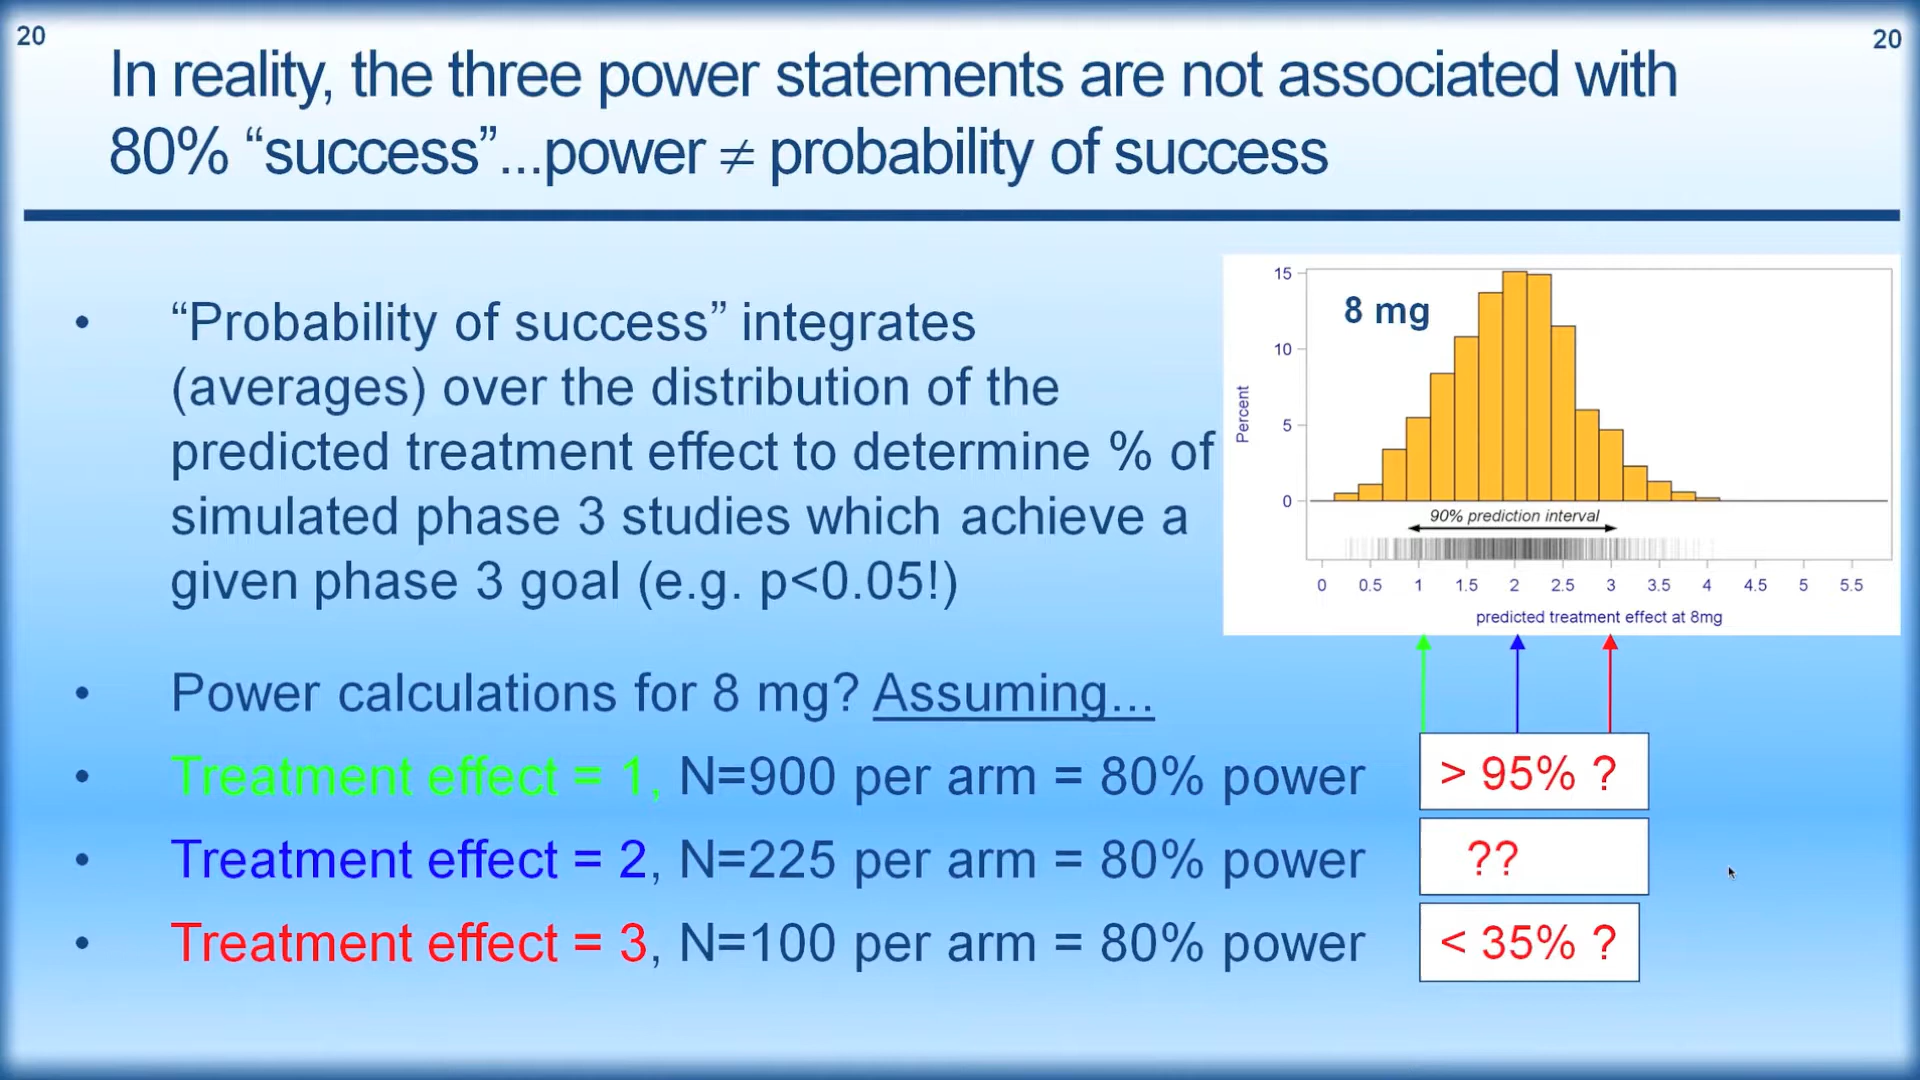 20
20
In reality, the three power statements are not associated with
80% “success”...power ≠ probability of success
• “Probability of success” integrates
(averages) over the distribution of the
predicted treatment effect to determine % of
simulated phase 3 studies which achieve a
given phase 3 goal (e.g. p<0.05!)
8 mg
Percent
15
10
5
0
90% prediction interval
0 0.5 1 1.5 2 2.5 3 3.5 4 4.5 5 5.5
predicted treatment effect at 8mg
• Power calculations for 8 mg? Assuming...
• Treatment effect = 1, N=900 per arm = 80% power > 95% ?
• Treatment effect = 2, N=225 per arm = 80% power ??
• Treatment effect = 3, N=100 per arm = 80% power < 35% ?